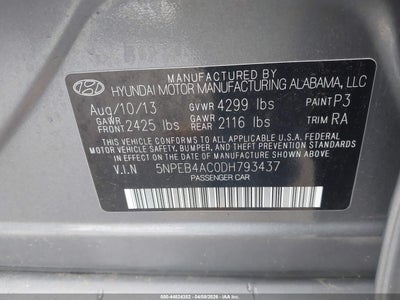 MANUFACTURED BY
HYUNDAI MOTOR MANUFACTURING ALABAMA, LLC
Aug/10/13 GVWR 4299 lbs PAINT P3
GAWR FRONT 2425 lbs GAWR REAR 2116 lbs TRIM RA
THIS VEHICLE CONFORMS TO ALL APPLICABLE U.S.A. FEDERAL
MOTOR VEHICLE SAFETY, BUMPER, AND THEFT PREVENTION
STANDARDS IN EFFECT ON THE DATE OF MANUFACTURE SHOWN ABOVE.
V.I.N 5NPEB4AC0DH793437
PASSENGER CAR